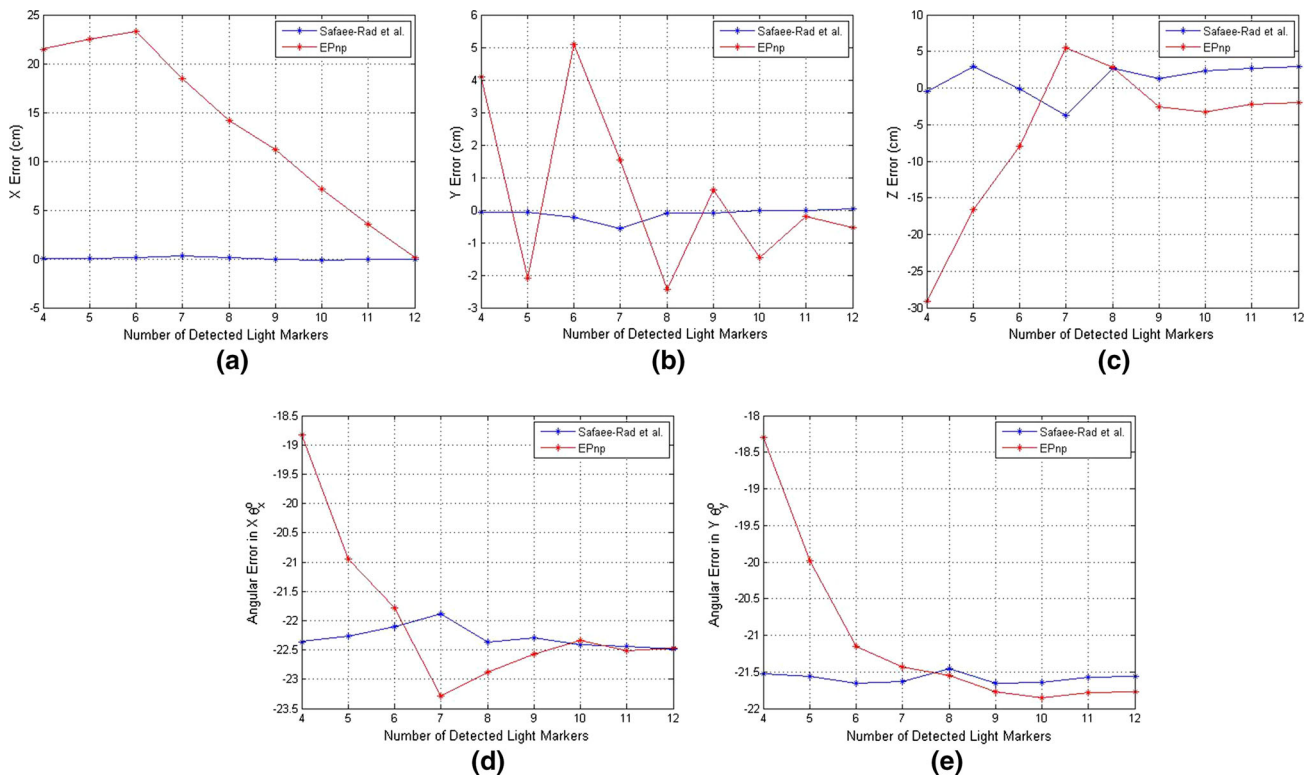 25
20
15
10
5
0
-5
X Error (cm)
4 5 6 7 8 9 10 11 12
Number of Detected Light Markers
Safaee-Rad et al.
EPnp
(a)
6
5
4
3
2
1
0
-1
-2
-3
Y Error (cm)
4 5 6 7 8 9 10 11 12
Number of Detected Light Markers
Safaee-Rad et al.
EPnp
(b)
10
5
0
-5
-10
-15
-20
-25
-30
Z Error (cm)
4 5 6 7 8 9 10 11 12
Number of Detected Light Markers
Safaee-Rad et al.
EPnp
(c)
-18.5
-19
-19.5
-20
-20.5
-21
-21.5
-22
-22.5
-23
-23.5
Angular Error in X θₓº
4 5 6 7 8 9 10 11 12
Number of Detected Light Markers
Safaee-Rad et al.
EPnp
(d)
-18
-18.5
-19
-19.5
-20
-20.5
-21
-21.5
-22
Angular Error in Y θyº
4 5 6 7 8 9 10 11 12
Number of Detected Light Markers
Safaee-Rad et al.
EPnp
(e)